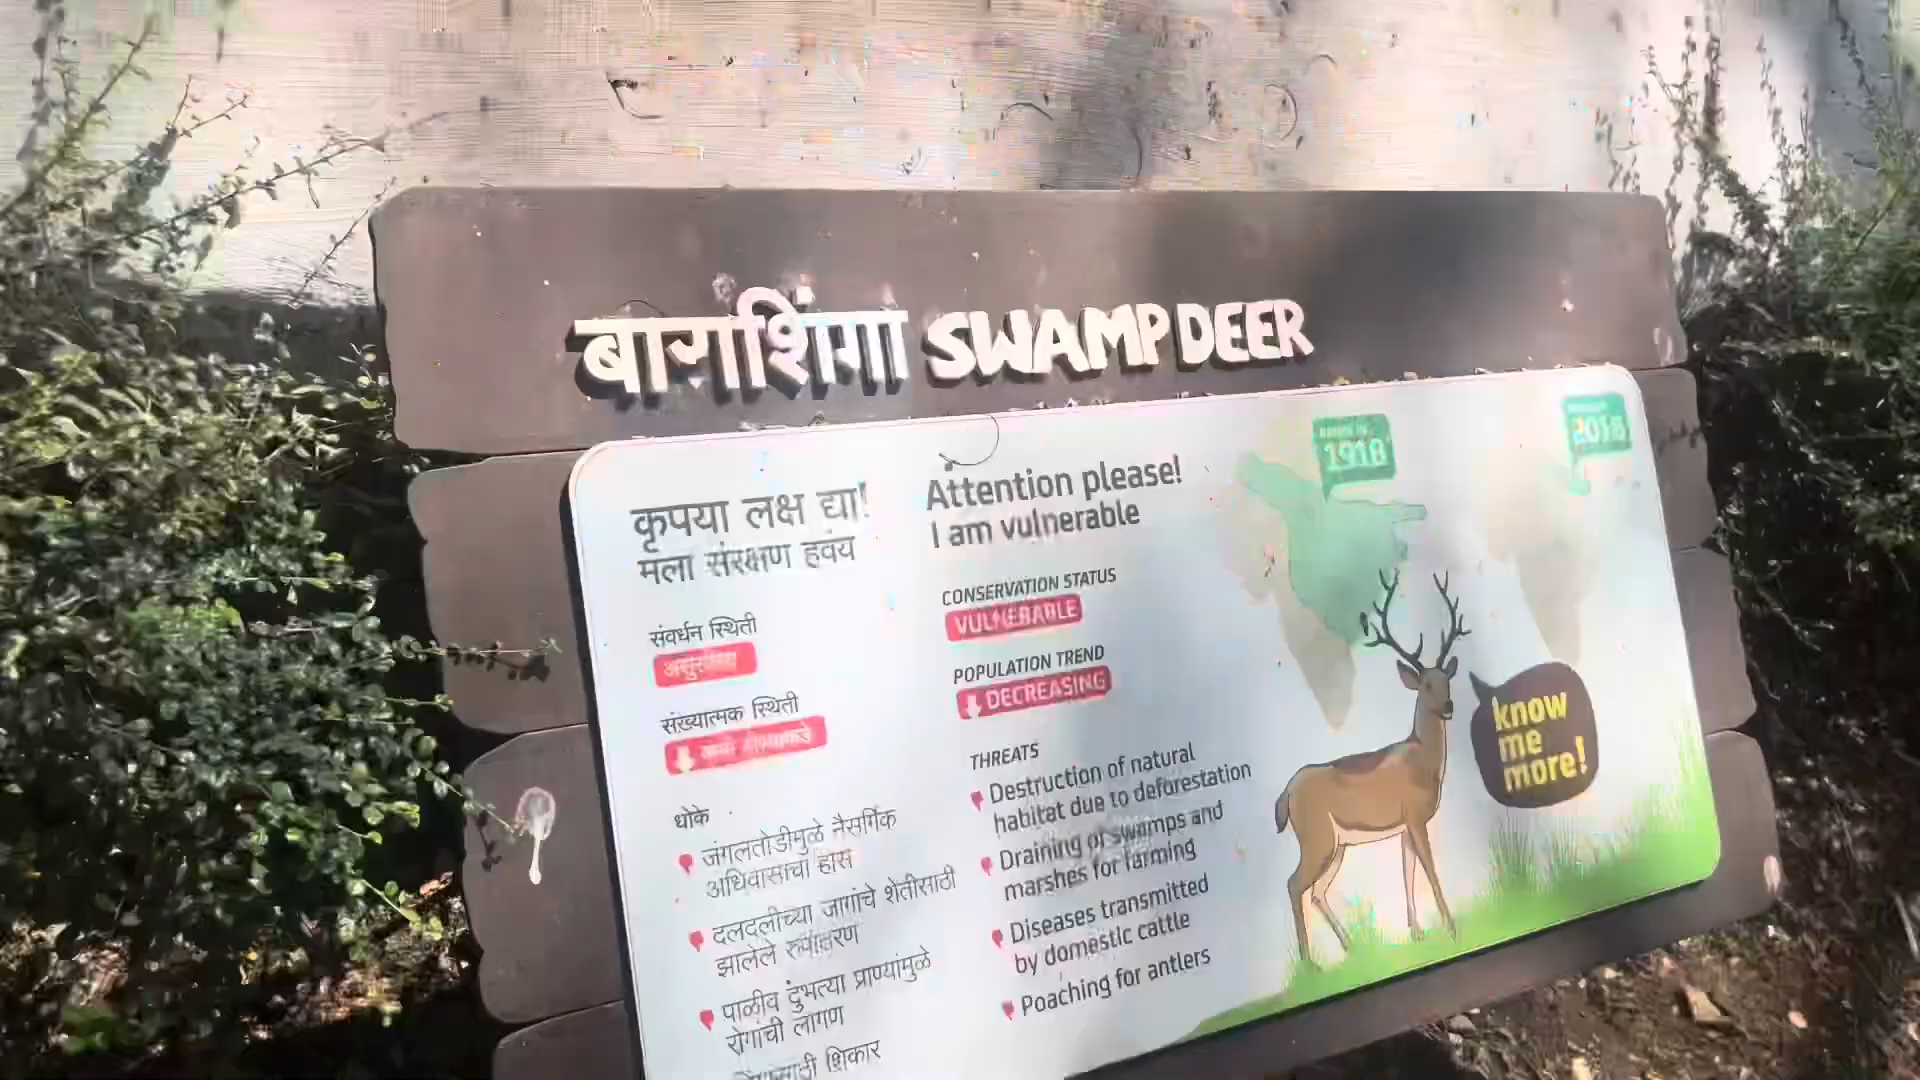 बाराशिंगा SWAMP DEER
कृपया लक्ष द्या!
मला संरक्षण हवंय
संवर्धन स्थिती
संख्यात्मक स्थिती
धोके
जंगलतोडीमुळे नैसर्गिक
अधिवासाचा ह्रास
दलदलीच्या जागांचे शेतीसाठी
झालेले रुपांतरण
पाळीव दुभत्या प्राण्यांमुळे
रोगांची लागण
शिकार
Attention please!
I am vulnerable
CONSERVATION STATUS
VULNERABLE
POPULATION TREND
DECREASING
THREATS
Destruction of natural
habitat due to deforestation
Draining of swamps and
marshes for farming
Diseases transmitted
by domestic cattle
Poaching for antlers
1918
2018
know
me
more!